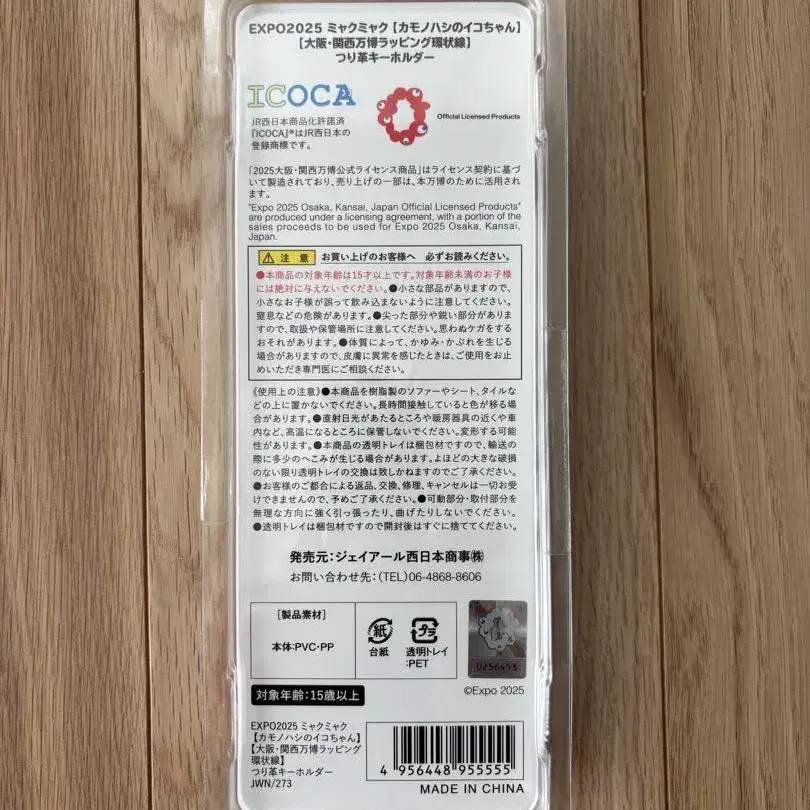 EXPO2025 ミャクミャク【カモノハシのイコちゃん】
【大阪・関西万博ラッピング環状線】
つり革キーホルダー
ICOCA
JR西日本商品化許諾済
『ICOCA』®はJR西日本の
登録商標です。
Official Licensed Products
「2025大阪・関西万博公式ライセンス商品」はライセンス契約に基づ
いて製造されており、売り上げの一部は、本万博のために活用されま
す。
"Expo 2025 Osaka, Kansai, Japan Official Licensed Products"
are produced under a licensing agreement, with a portion of the
sales proceeds to be used for Expo 2025 Osaka, Kansai,
Japan.
注 意 お買い上げのお客様へ 必ずお読みください。
●本商品の対象年齢は15才以上です。対象年齢未満のお子様
には絶対に与えないでください。●小さな部品がありますので、
小さなお子様が誤って飲み込まないように注意してください。
窒息などの危険があります。●尖った部分や鋭い部分がありま
すので、取扱や保管場所に注意してください。思わぬケガをする
おそれがあります。●体質によって、かゆみ・かぶれを生じる
場合がありますので、皮膚に異常を感じたときは、ご使用をお止
めいただき専門医にご相談ください。
《使用上の注意》●本商品を樹脂製のソファーやシート、タイルな
どの上に置かないでください。長時間接触していると色が移る場
合があります。●直射日光があたるところや暖房器具の近くや車
内など、高温になるところに保管しないでください。変形する可能
性があります。●本商品の透明トレイは梱包材ですので、輸送の
際に多少のへこみが生じる場合があります。よほどの大きな破損
のない限り透明トレイの交換は致しかねますのでご了承ください。
●お客様のご都合による返品、交換、修理、キャンセルは一切お受
けできませんので、予めご了承ください。●可動部分・取付部分を
無理な方向に強く引っ張ったり、曲げたりしないでください。
●透明トレイは梱包材ですので開封後はすぐに捨ててください。
発売元：ジェイアール西日本商事㈱
お問い合わせ先：(TEL)06-4868-8606
［製品素材］
本体：PVC・PP
紙
台紙
プラ
透明トレイ
：PET
0256453
©Expo 2025
対象年齢：15歳以上
EXPO2025 ミャクミャク
【カモノハシのイコちゃん】
【大阪・関西万博ラッピング
環状線】
つり革キーホルダー
JWN/273
4 956448 955555
MADE IN CHINA